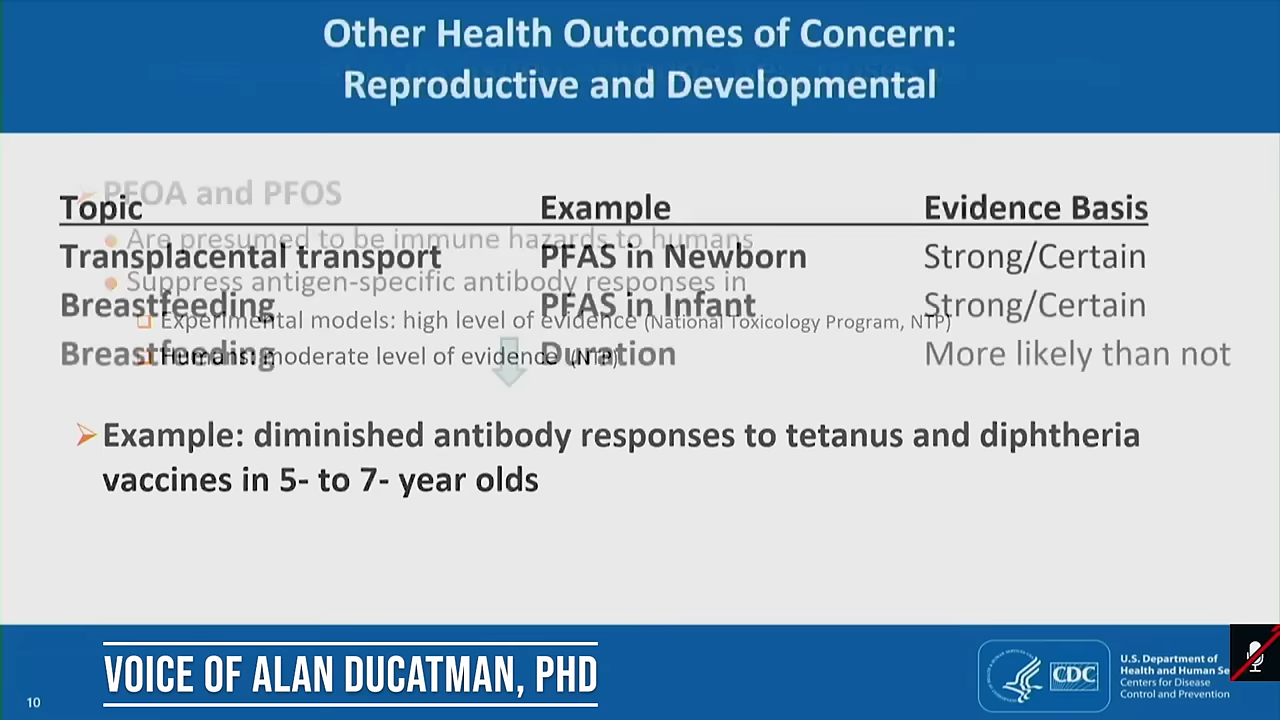 Other Health Outcomes of Concern:
Reproductive and Developmental
PFOA and PFOS
Topic Example Evidence Basis
Are presumed to be immune hazards to humans
Transplacental transport PFAS in Newborn Strong/Certain
Suppress antigen-specific antibody responses in
Breastfeeding PFAS in Infant Strong/Certain
Experimental models: high level of evidence (National Toxicology Program, NTP)
Breastfeeding Duration More likely than not
Humans: moderate level of evidence (NTP)
Example: diminished antibody responses to tetanus and diphtheria
vaccines in 5- to 7- year olds
VOICE OF ALAN DUCATMAN, PHD
10
CDC
U.S. Department of
Health and Human Se
Centers for Disease
Control and Prevention